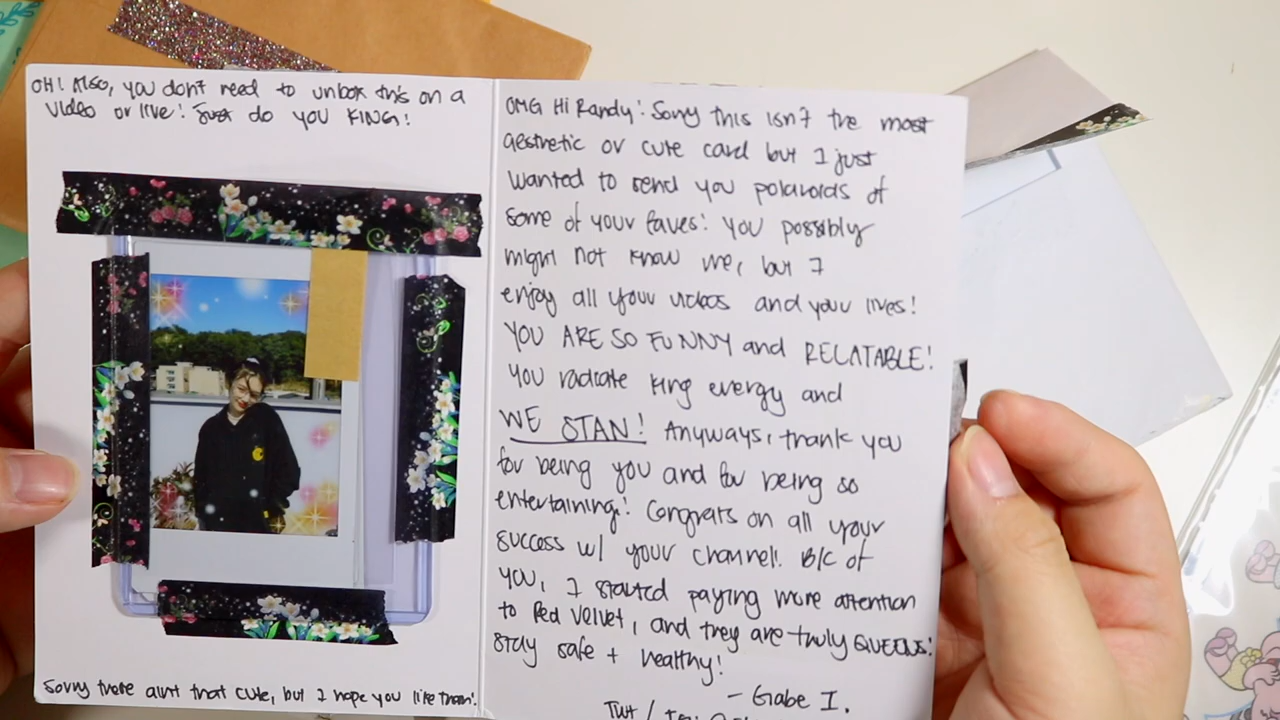 OH! Also, you don't need to unbox this on a
video or live! Just do you KING!
Sorry there aint that cute, but I hope you like them!
OMG Hi Randy! Sorry this isn't the most
aesthetic or cute card but I just
wanted to send you polaroids of
some of your faves! You possibly
might not know me, but I
enjoy all your videos and your lives!
YOU ARE SO FUNNY and RELATABLE!
You radiate king energy and
WE STAN! Anyways, thank you
for being you and for being so
entertaining! Congrats on all your
success w/ your channel! B/c of
you, I started paying more attention
to Red Velvet, and they are truly QUEENS!
stay safe + healthy!
- Gabe I.